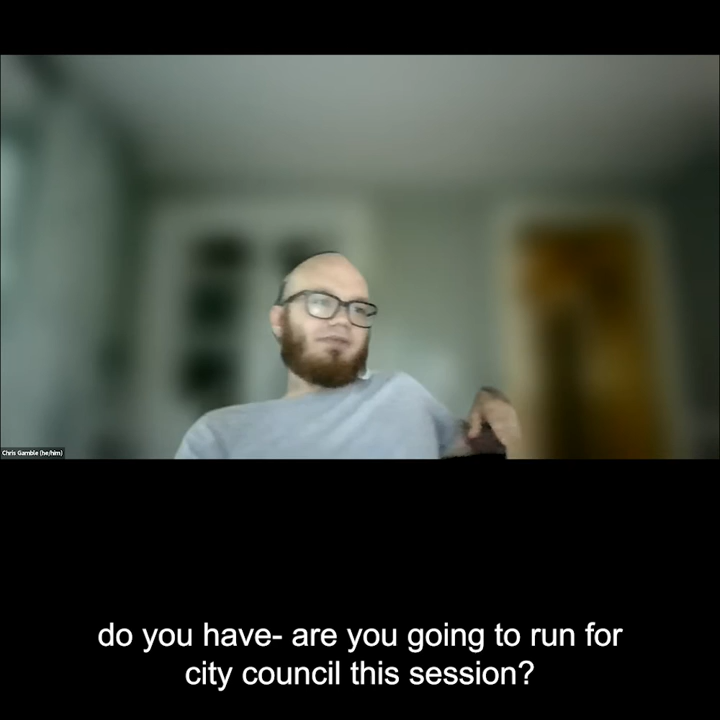 Chris Gamble (he/him)
do you have- are you going to run for
city council this session?